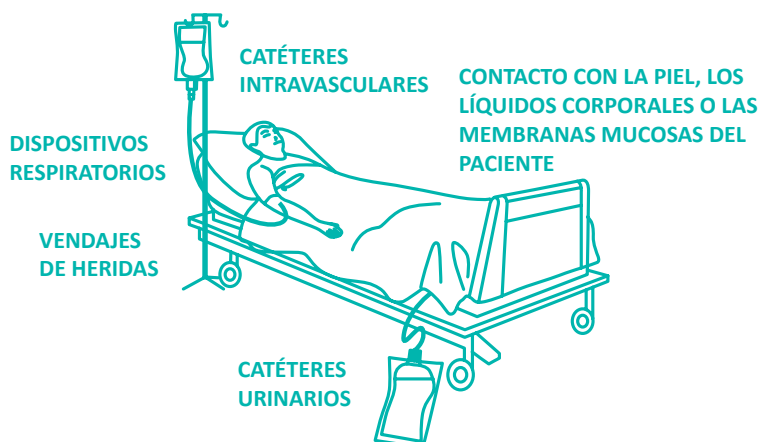 CATÉTERES
INTRAVASCULARES
CONTACTO CON LA PIEL, LOS
LÍQUIDOS CORPORALES O LAS
MEMBRANAS MUCOSAS DEL
PACIENTE
DISPOSITIVOS
RESPIRATORIOS
VENDAJES
DE HERIDAS
CATÉTERES
URINARIOS